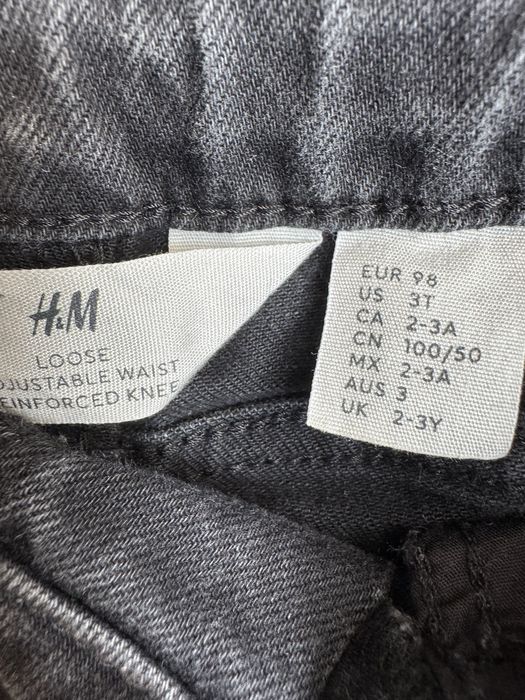 H&M
LOOSE
DJUSTABLE WAIST
EINFORCED KNEE
EUR 98
US 3T
CA 2-3A
CN 100/50
MX 2-3A
AUS 3
UK 2-3Y